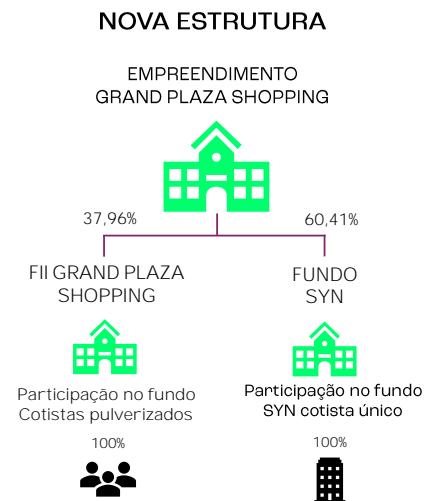 NOVA ESTRUTURA
EMPREENDIMENTO
GRAND PLAZA SHOPPING
37,96%
60,41%
FII GRAND PLAZA
SHOPPING
FUNDO
SYN
Participação no fundo
Cotistas pulverizados
Participação no fundo
SYN cotista único
100%
100%